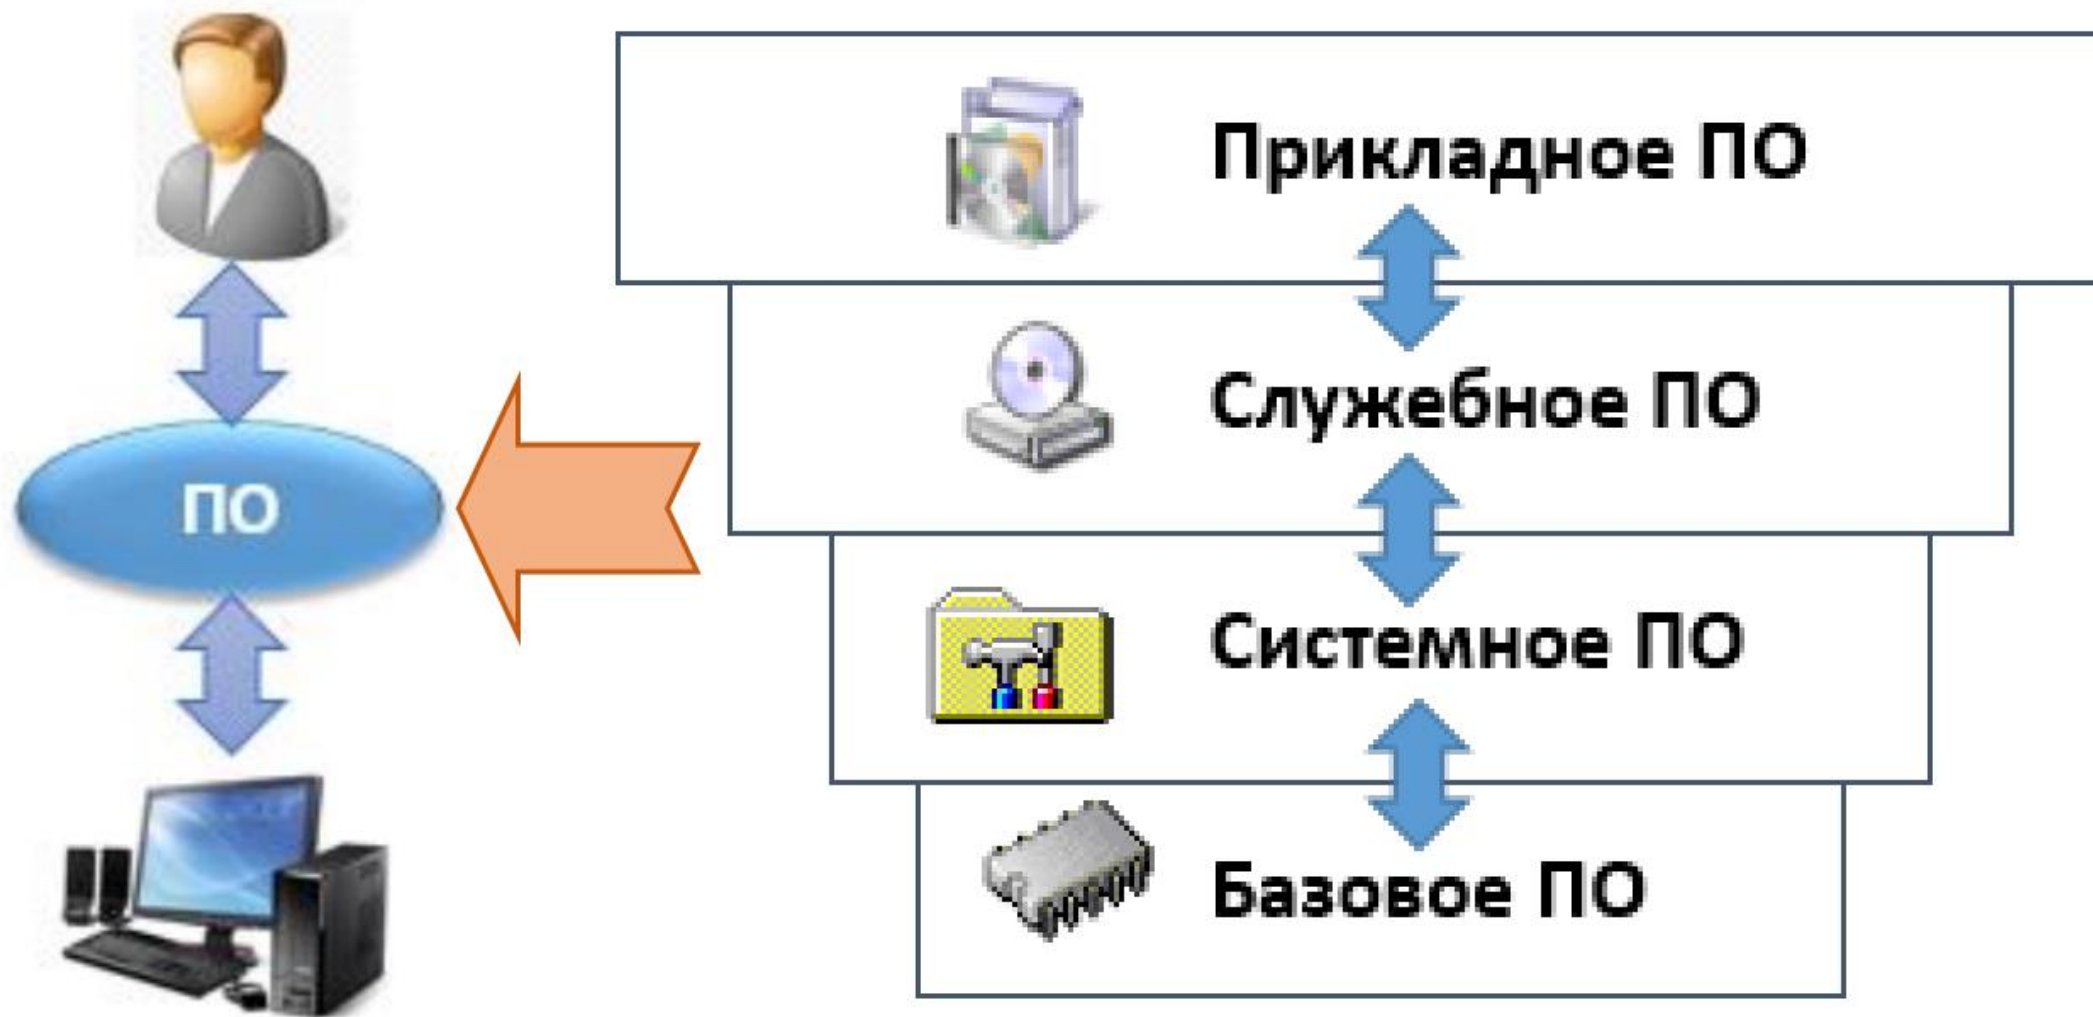 Прикладное ПО
Служебное ПО
ПО
Системное ПО
Базовое ПО